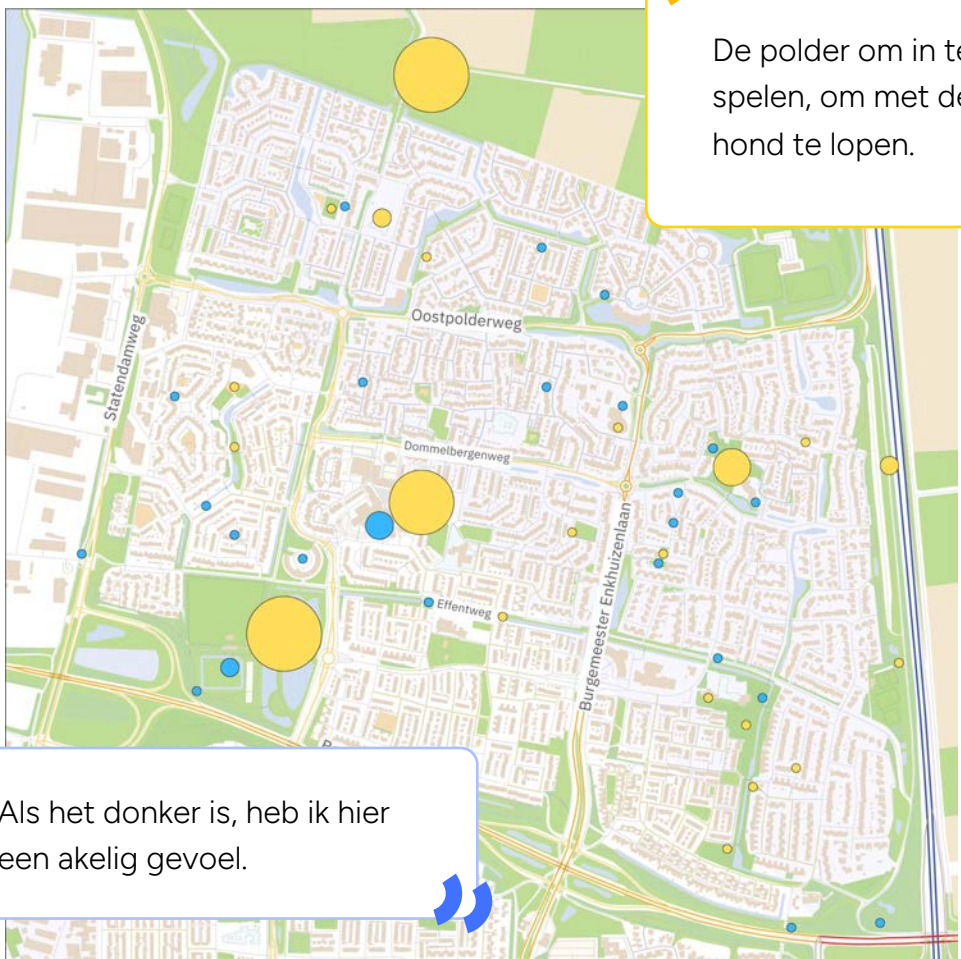 De polder om in te
spelen, om met de
hond te lopen.
Oostpolderweg
Statendamweg
Dommelbergenweg
Burgemeester Enkhuizenlaan
Effentweg
Als het donker is, heb ik hier
een akelig gevoel.